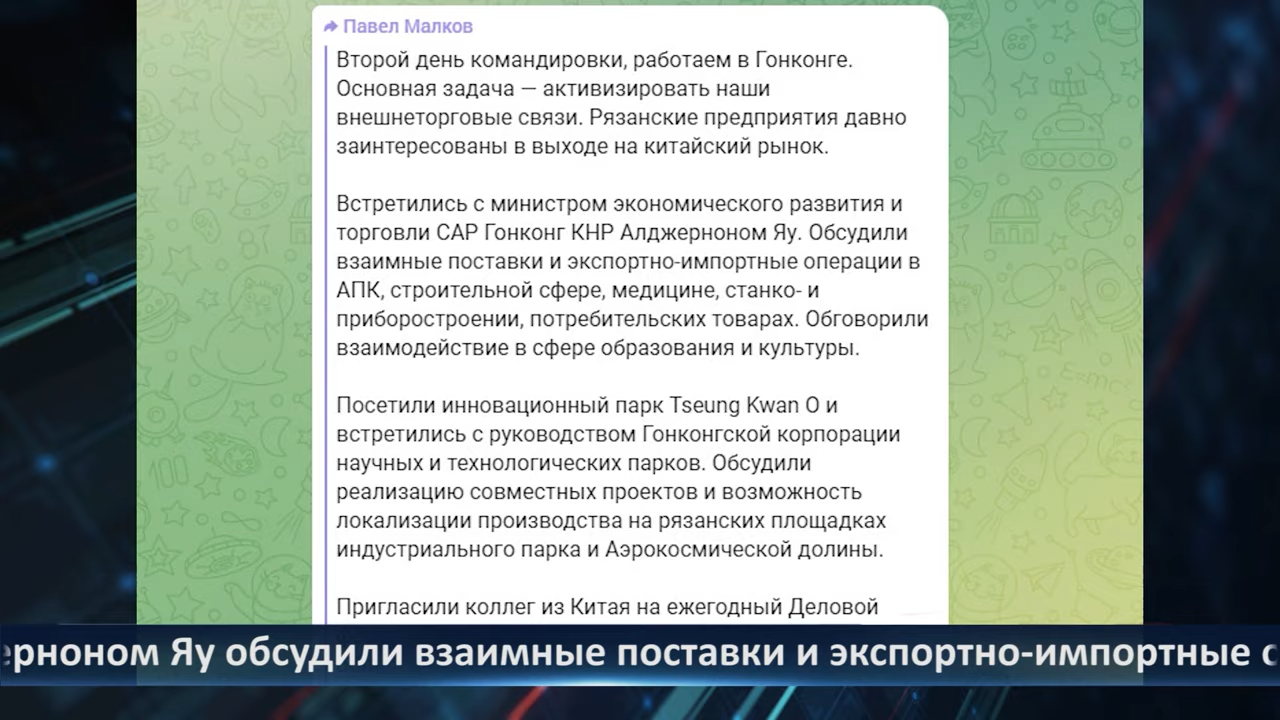 Павел Малков
Второй день командировки, работаем в Гонконге.
Основная задача — активизировать наши
внешнеторговые связи. Рязанские предприятия давно
заинтересованы в выходе на китайский рынок.
Встретились с министром экономического развития и
торговли САР Гонконг КНР Алджерноном Яу. Обсудили
взаимные поставки и экспортно-импортные операции в
АПК, строительной сфере, медицине, станко- и
приборостроении, потребительских товарах. Обговорили
взаимодействие в сфере образования и культуры.
Посетили инновационный парк Tseung Kwan O и
встретились с руководством Гонконгской корпорации
научных и технологических парков. Обсудили
реализацию совместных проектов и возможность
локализации производства на рязанских площадках
индустриального парка и Аэрокосмической долины.
Пригласили коллег из Китая на ежегодный Деловой
рноном Яу обсудили взаимные поставки и экспортно-импортные